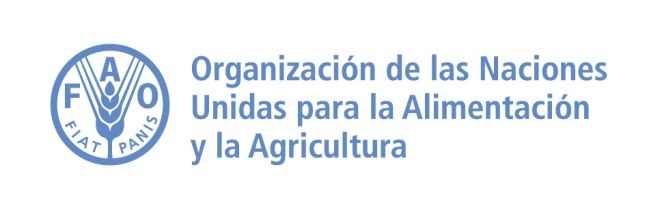 FAO
FIAT PANIS
Organización de las Naciones
Unidas para la Alimentación
y la Agricultura